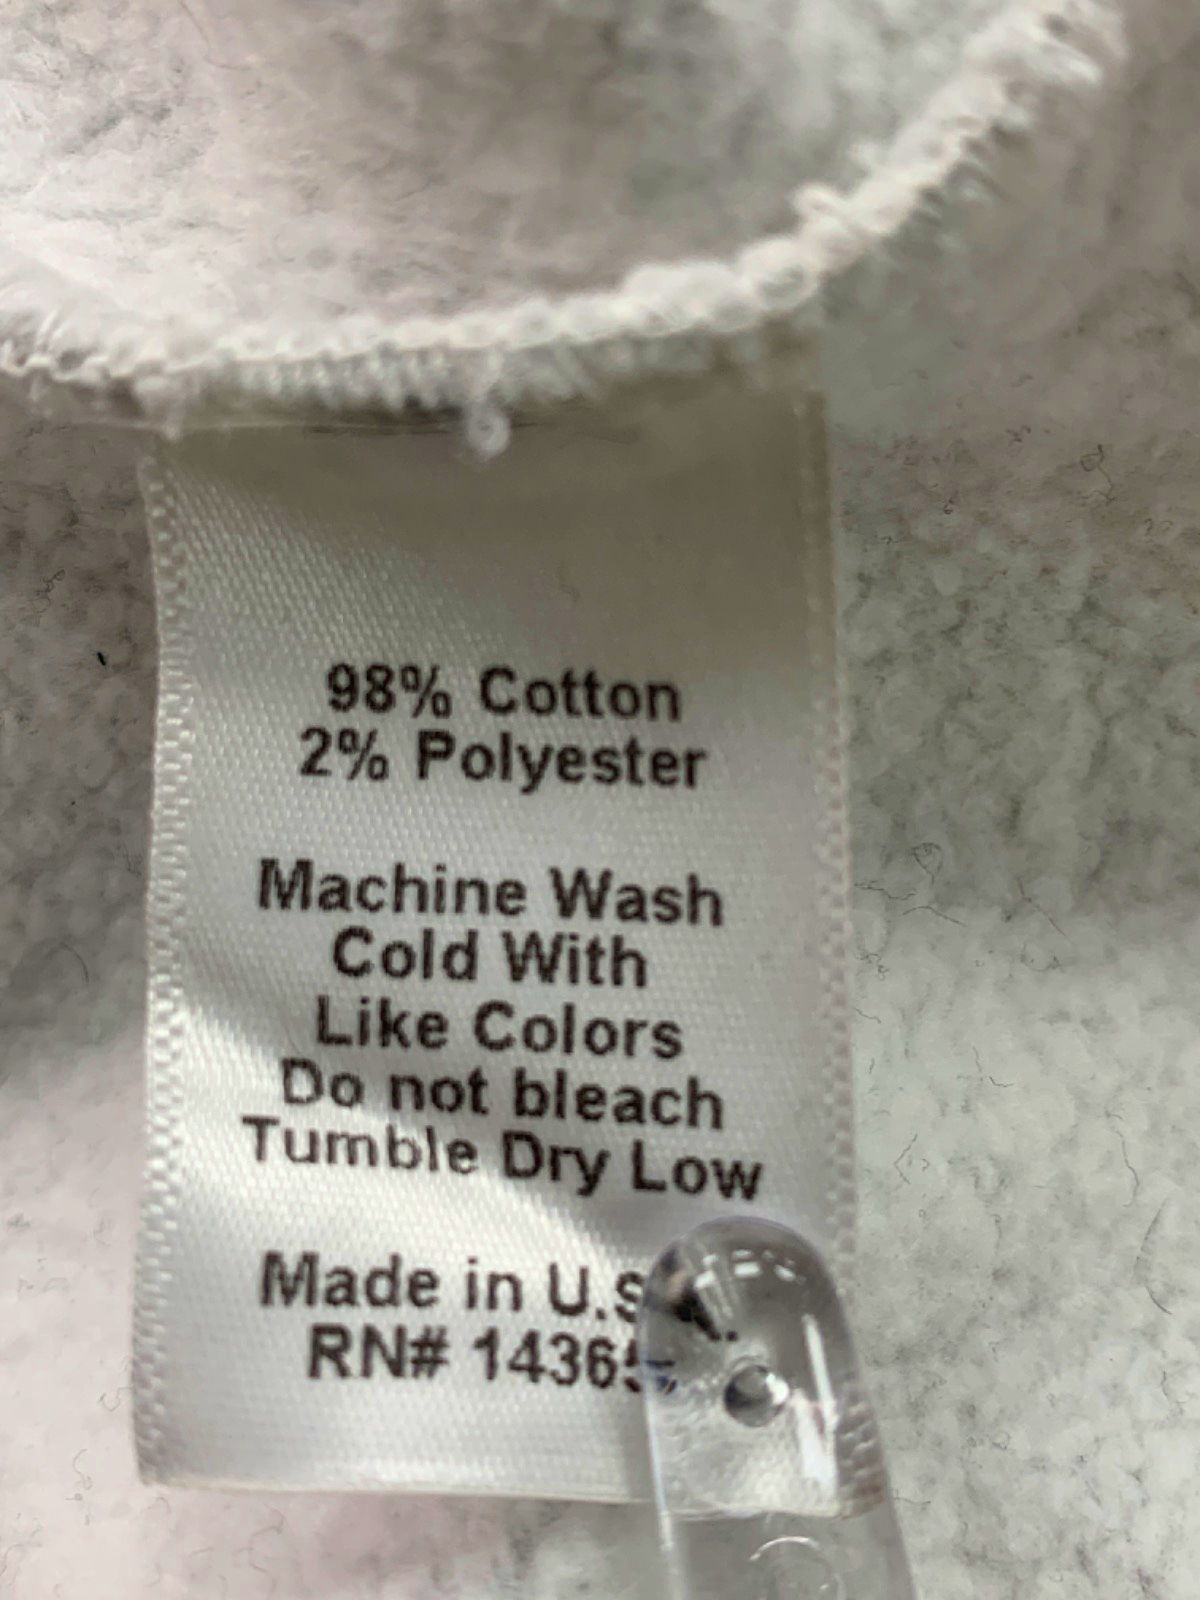 98% Cotton
2% Polyester
Machine Wash
Cold With
Like Colors
Do not bleach
Tumble Dry Low
Made in U.S.A.
RN#